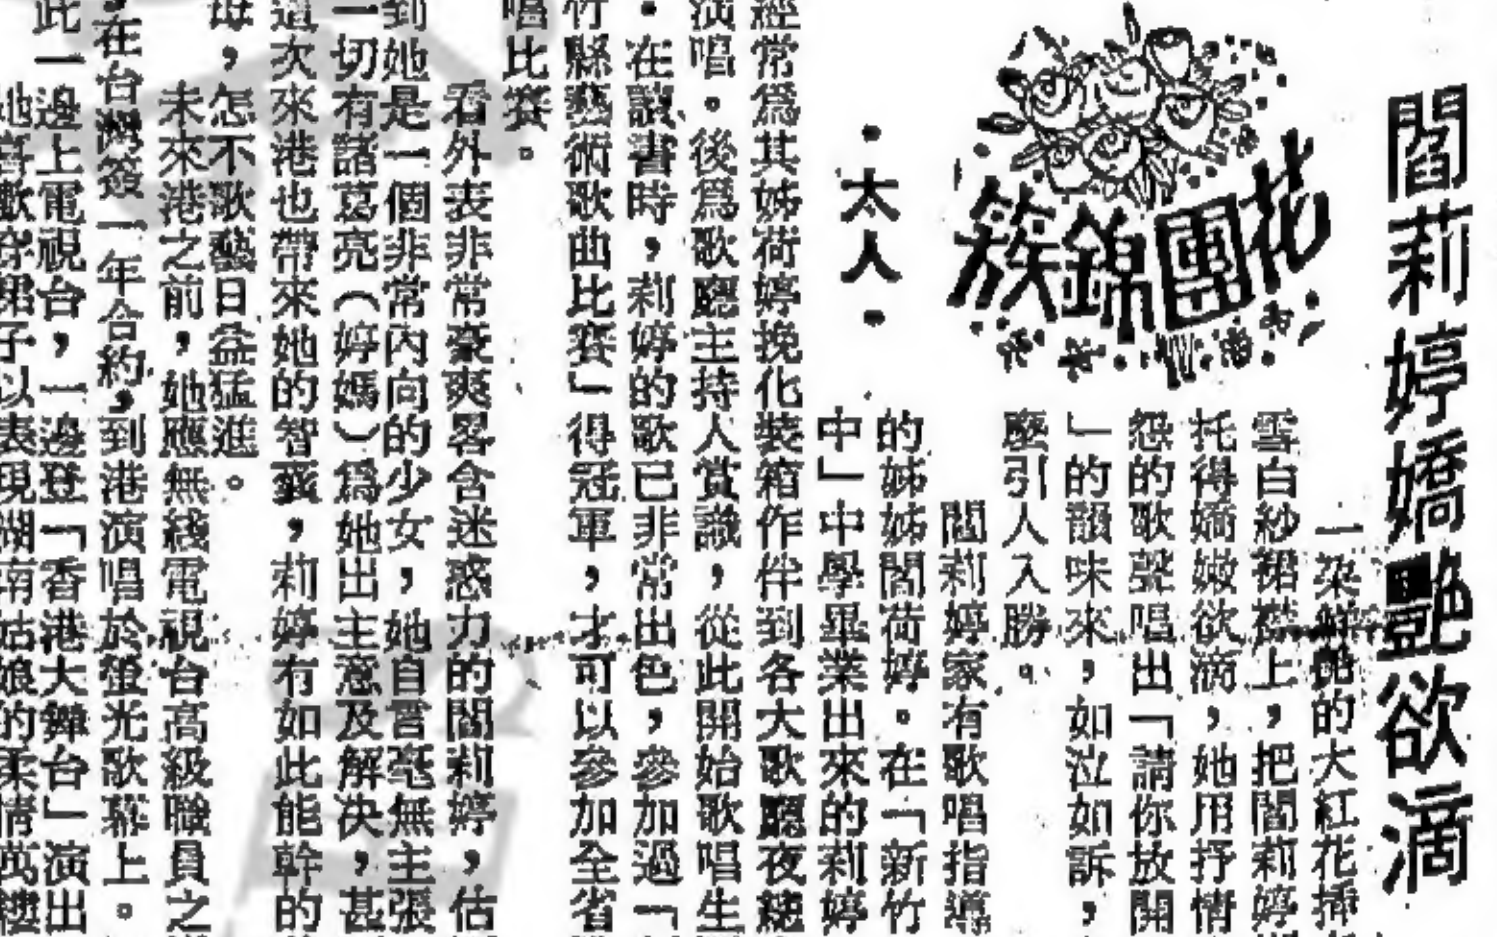 閻莉婷嬌艷欲滴
花團錦簇
・太人・
一朶鮮艷的大紅花插
雪白紗裙襟上，把閻莉婷
托得嬌嫩欲滴，她用抒情
怨的歌聲唱出「請你放開
」的韻味來，如泣如訴，
麼引人入勝。
閻莉婷家有歌唱指導
的姊姊閻荷婷。在「新竹
中」中學畢業出來的莉婷
經常爲其姊荷婷挽化裝箱作伴到各大歌廳夜總
演唱。後爲歌廳主持人賞識，從此開始歌唱生
。在讀書時，莉婷的歌已非常出色，參加過「
竹縣藝術歌曲比賽」得冠軍，才可以參加全省
唱比賽。
看外表非常豪爽畧含迷惑力的閻莉婷，估
到她是一個非常內向的少女，她自言毫無主張
一切有諸葛亮（婷媽）爲她出主意及解决，甚
這次來港也帶來她的智囊，莉婷有如此能幹的
母，怎不歌藝日益猛進。
未來港之前，她應無綫電視台高級職員之
，在台灣簽一年合約，到港演唱於螢光歌幕上。
此一邊上電視台，一邊登「香港大舞台」演出
她喜歡穿裙子以表現湖南姑娘的柔情萬縷